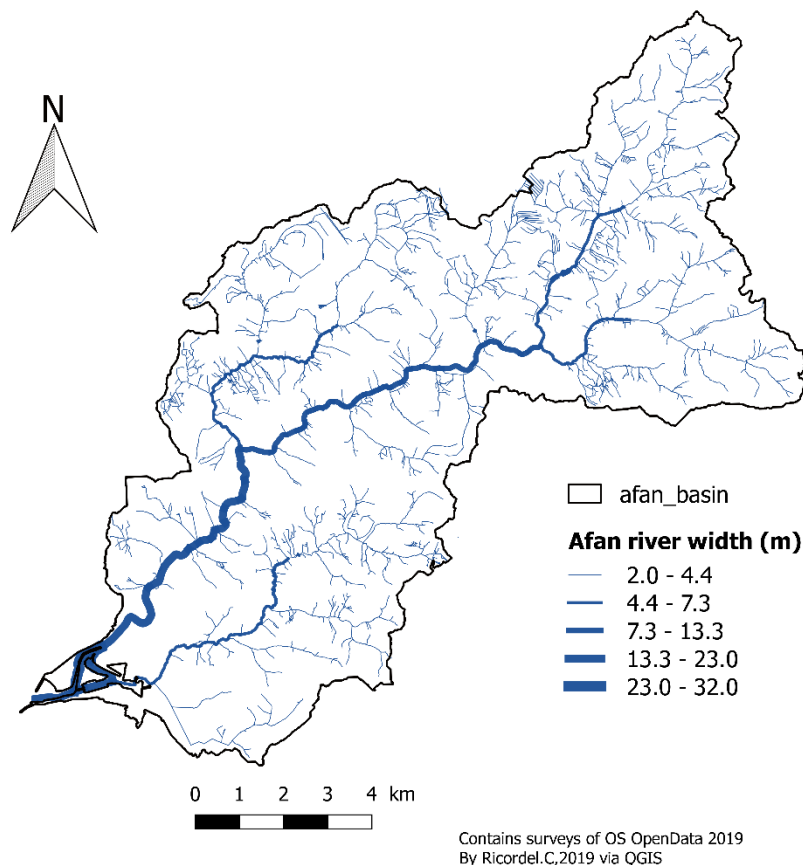 N
afan_basin
Afan river width (m)
2.0 - 4.4
4.4 - 7.3
7.3 - 13.3
13.3 - 23.0
23.0 - 32.0
0 1 2 3 4 km
Contains surveys of OS OpenData 2019
By Ricordel.C,2019 via QGIS